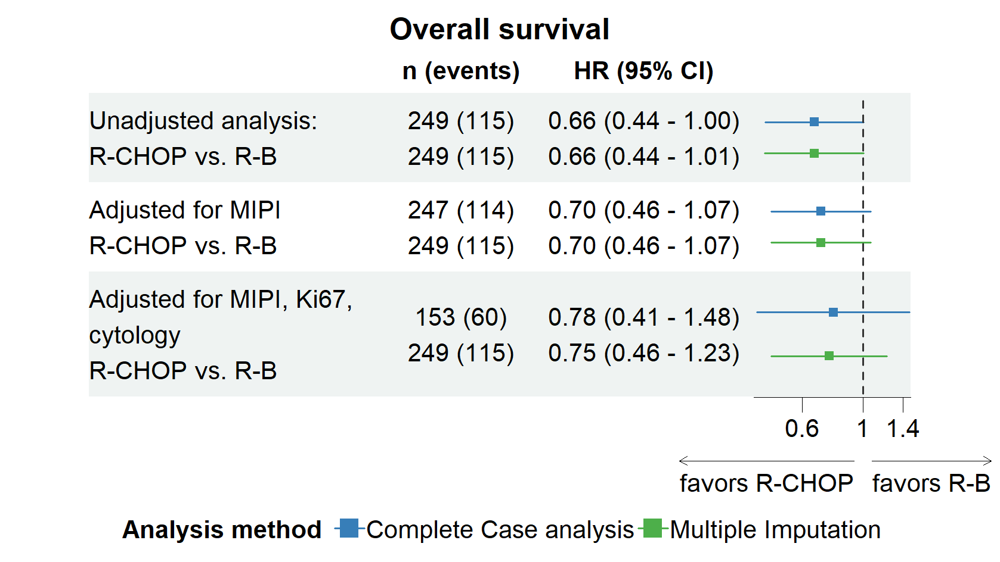 Overall survival
n (events) HR (95% CI)
Unadjusted analysis: 249 (115) 0.66 (0.44 - 1.00)
R-CHOP vs. R-B 249 (115) 0.66 (0.44 - 1.01)
Adjusted for MIPI 247 (114) 0.70 (0.46 - 1.07)
R-CHOP vs. R-B 249 (115) 0.70 (0.46 - 1.07)
Adjusted for MIPI, Ki67,
153 (60) 0.78 (0.41 - 1.48)
cytology
249 (115) 0.75 (0.46 - 1.23)
R-CHOP vs. R-B
0.6 1 1.4
favors R-CHOP favors R-B
Analysis method Complete Case analysis Multiple Imputation